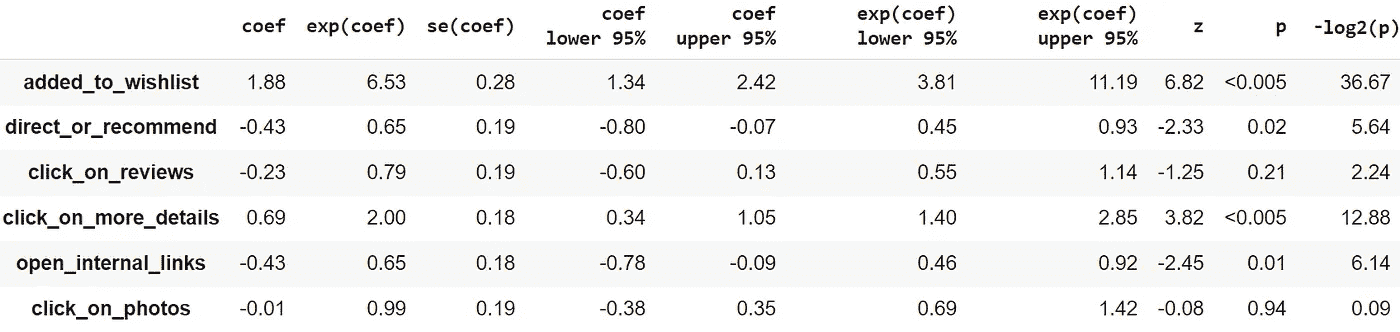 coef exp(coef) se(coef) coef lower 95% coef upper 95% exp(coef) lower 95% exp(coef) upper 95% z p -log2(p)
added_to_wishlist 1.88 6.53 0.28 1.34 2.42 3.81 11.19 6.82 <0.005 36.67
direct_or_recommend -0.43 0.65 0.19 -0.80 -0.07 0.45 0.93 -2.33 0.02 5.64
click_on_reviews -0.23 0.79 0.19 -0.60 0.13 0.55 1.14 -1.25 0.21 2.24
click_on_more_details 0.69 2.00 0.18 0.34 1.05 1.40 2.85 3.82 <0.005 12.88
open_internal_links -0.43 0.65 0.18 -0.78 -0.09 0.46 0.92 -2.45 0.01 6.14
click_on_photos -0.01 0.99 0.19 -0.38 0.35 0.69 1.42 -0.08 0.94 0.09